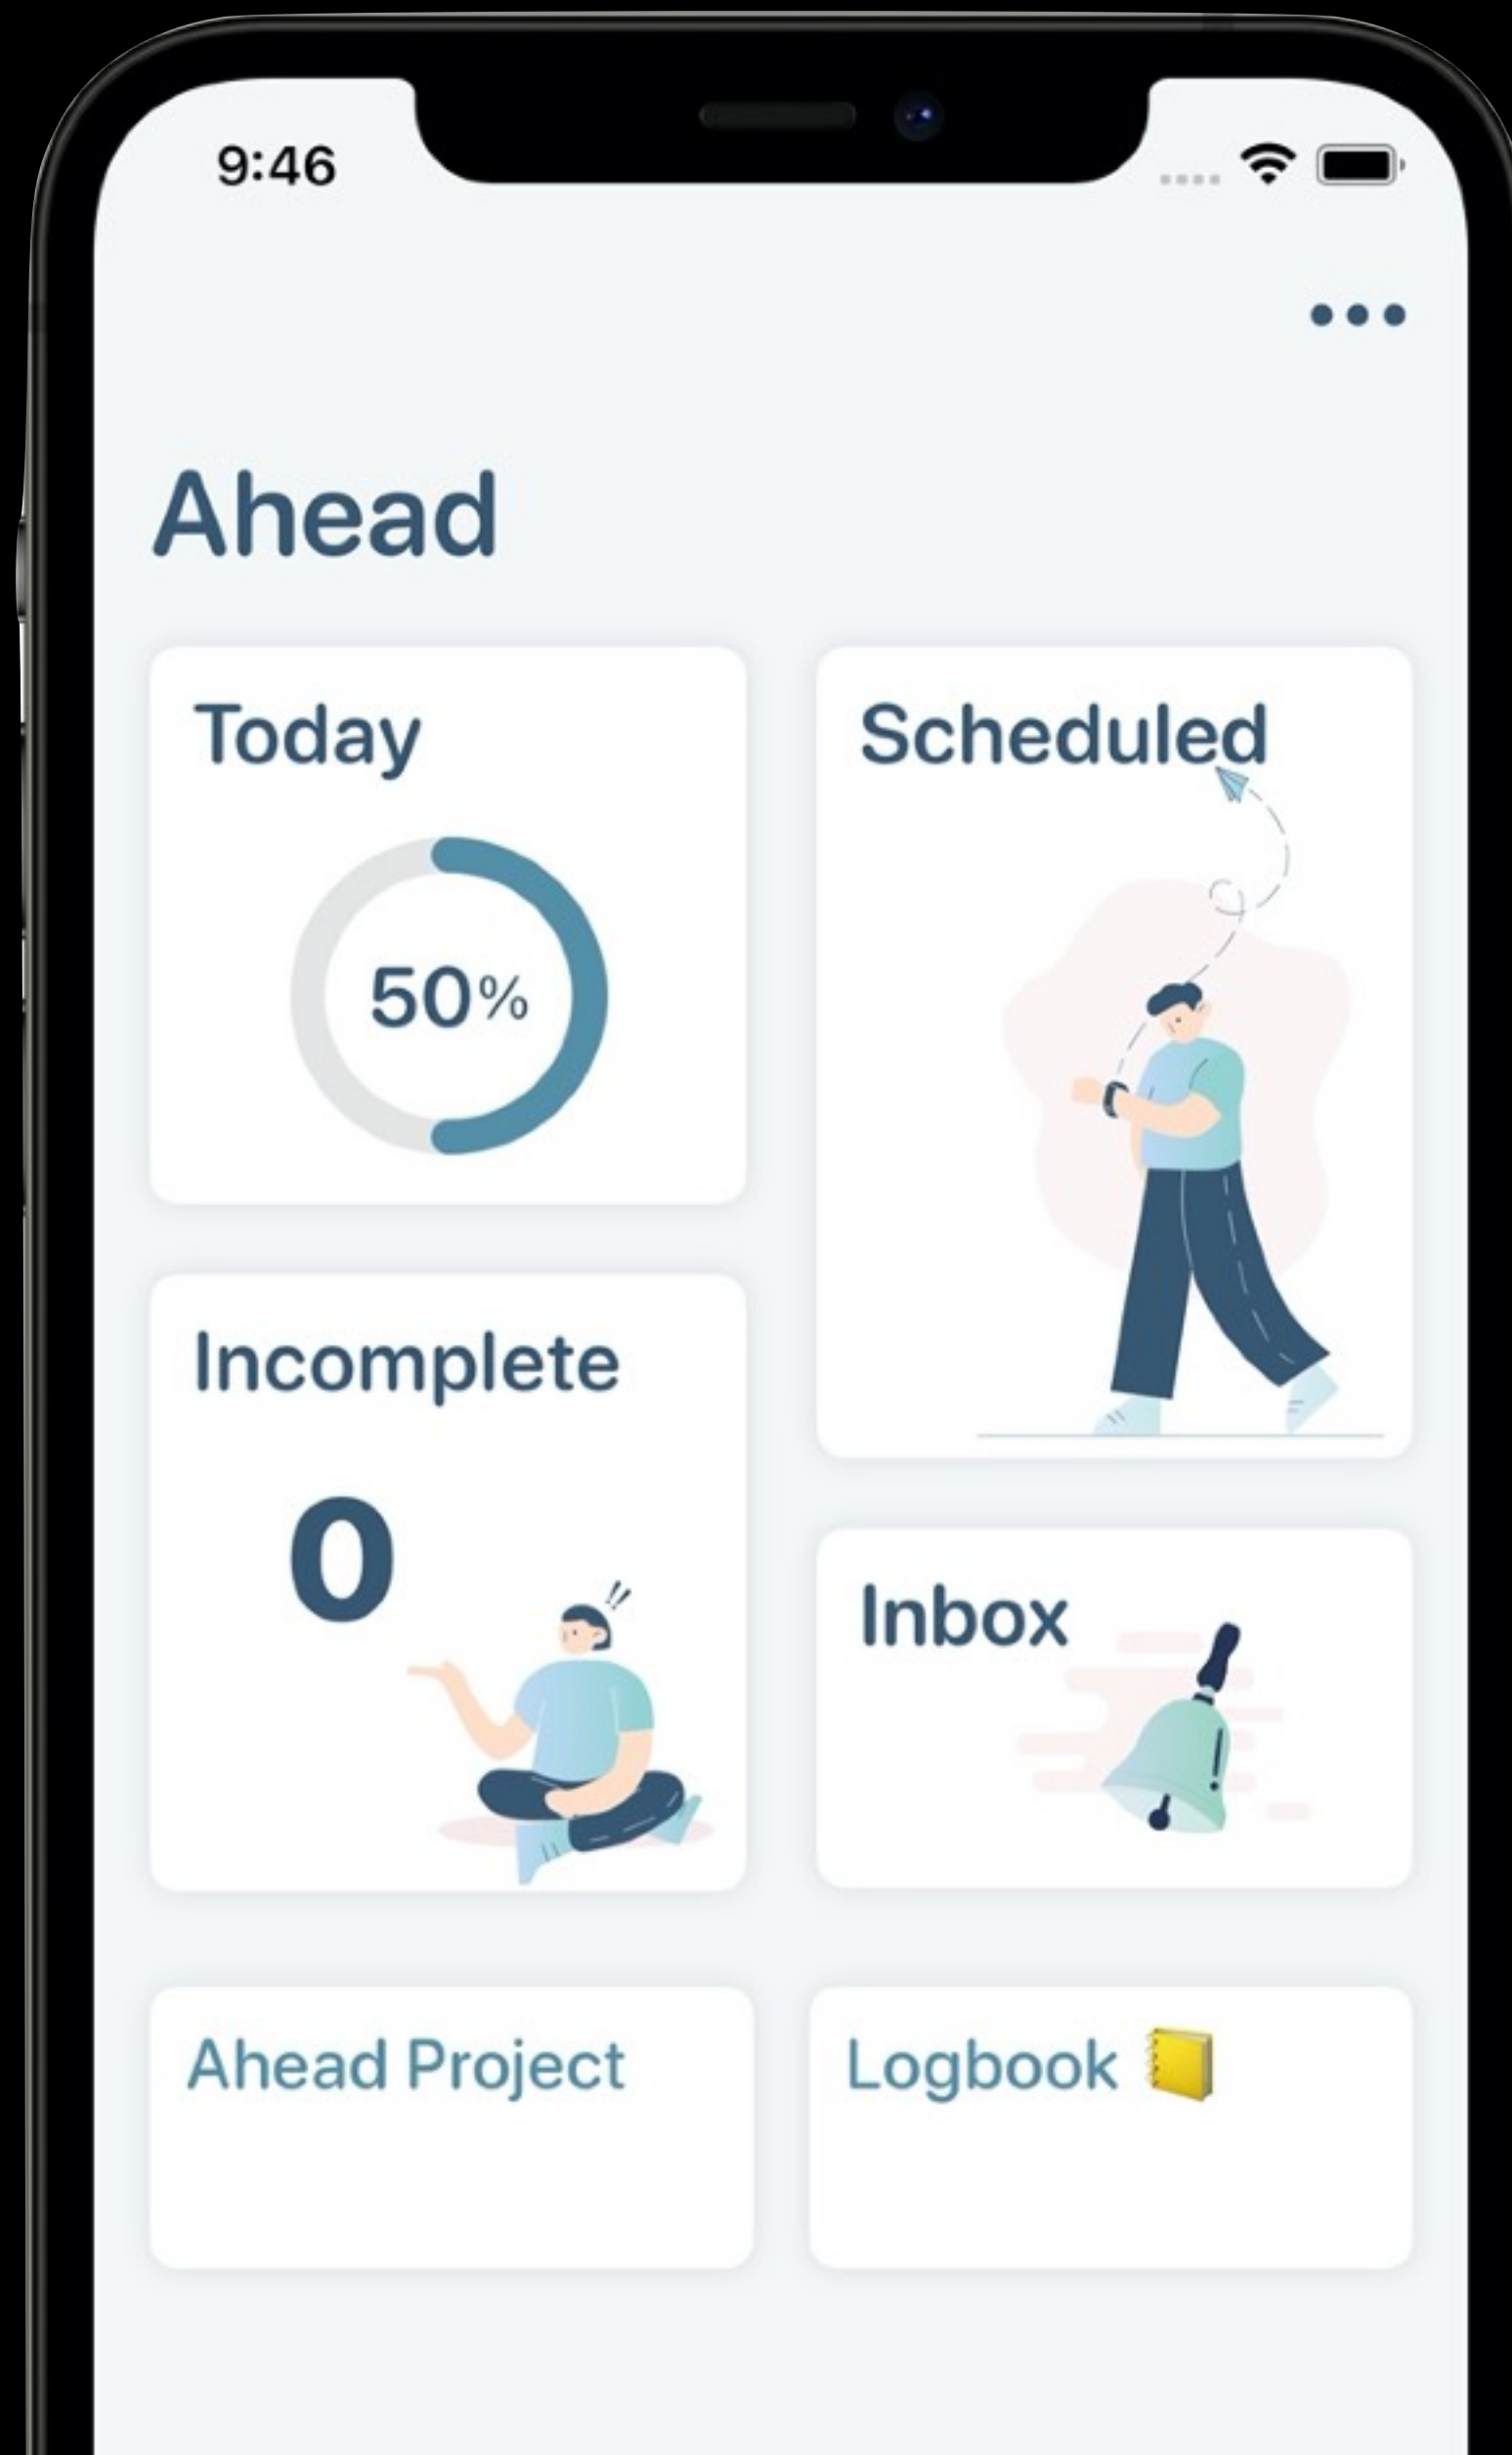 9:46
Ahead
Today
50%
Scheduled
Incomplete
0
Inbox
Ahead Project
Logbook